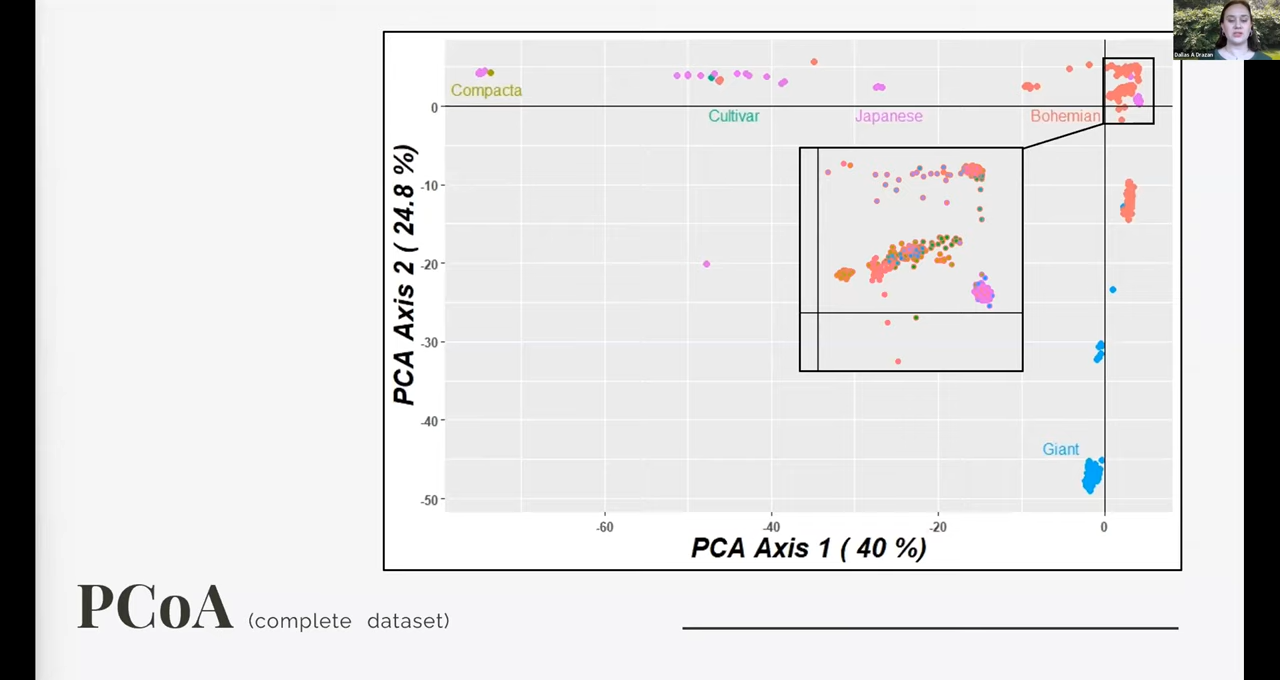 Dallas A Drazan
Compacta
Cultivar
Japanese
Bohemian
Giant
0
-10
-20
-30
-40
-50
PCA Axis 2 ( 24.8 %)
-60
-40
-20
0
PCA Axis 1 ( 40 %)
PCoA (complete dataset)